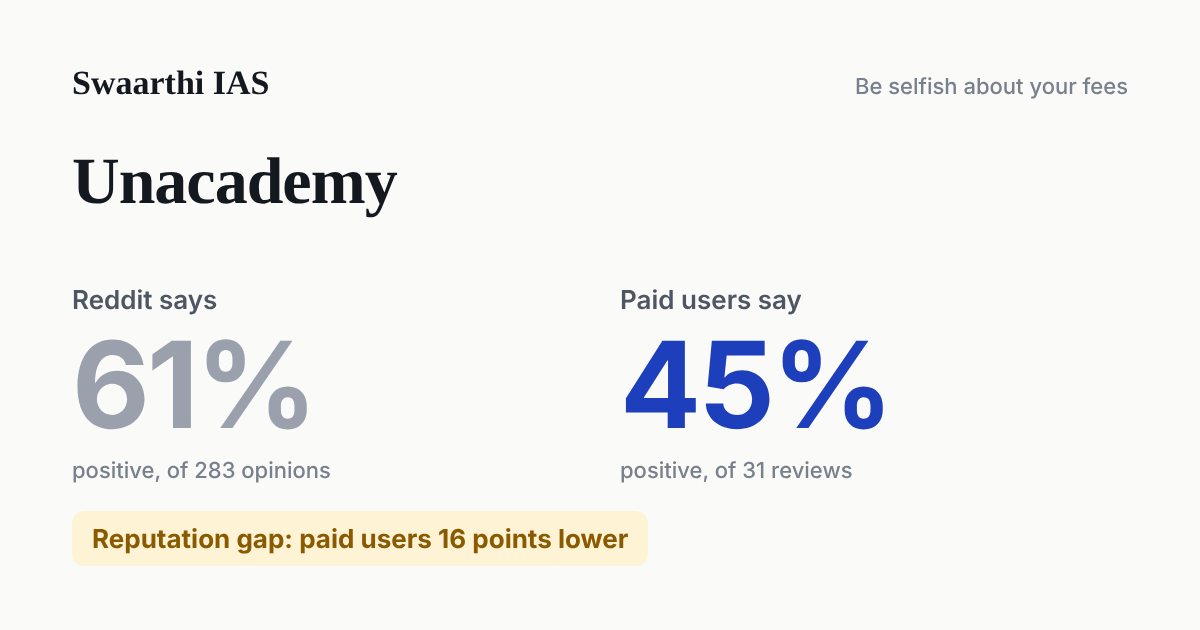 Swaarthi IAS
Be selfish about your fees
Unacademy
Reddit says
61%
positive, of 283 opinions
Paid users say
45%
positive, of 31 reviews
Reputation gap: paid users 16 points lower